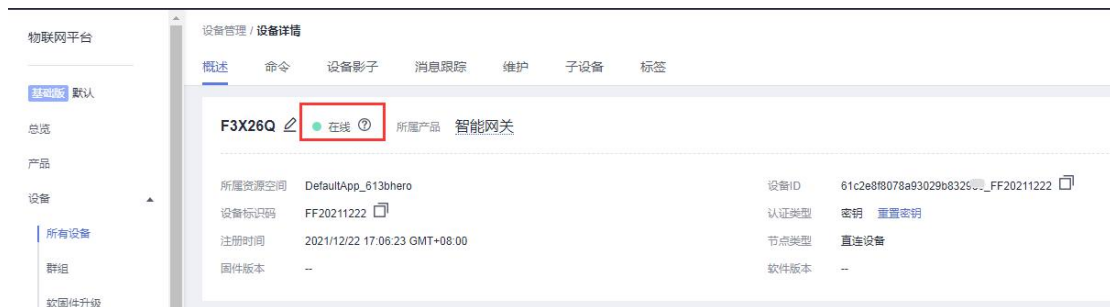 物联网平台
基础版 默认
总览
产品
设备
所有设备
群组
软固件升级
设备管理 / 设备详情
概述 命令 设备影子 消息跟踪 维护 子设备 标签
F3X26Q 在线 所属产品 智能网关
所属资源空间 DefaultApp_613bhero 设备ID 61c2e8f8078a93029b832 _FF20211222
设备标识码 FF20211222 认证类型 密钥 重置密钥
注册时间 2021/12/22 17:06:23 GMT+08:00 节点类型 直连设备
固件版本 -- 软件版本 --